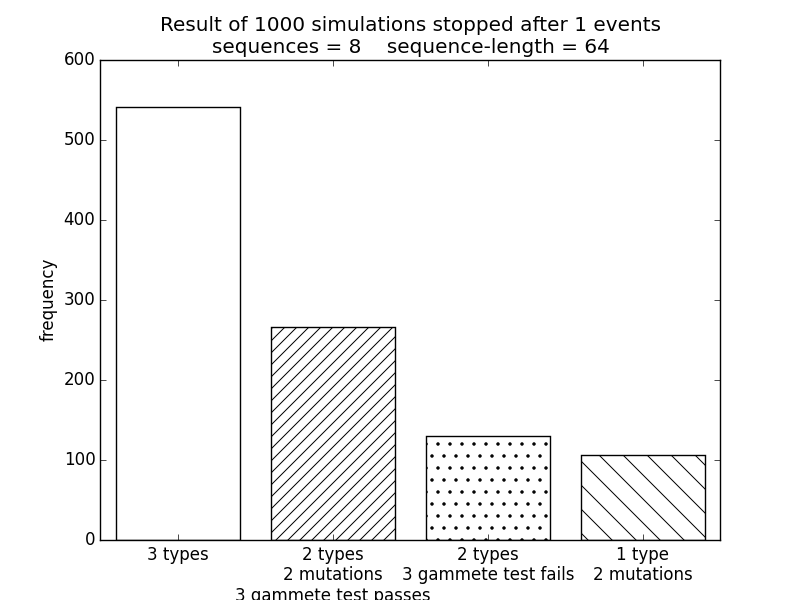 Result of 1000 simulations stopped after 1 events
sequences = 8    sequence-length = 64
600
500
400
300
200
100
0
frequency
3 types
2 types
2 mutations
3 gammete test passes
2 types
3 gammete test fails
1 type
2 mutations